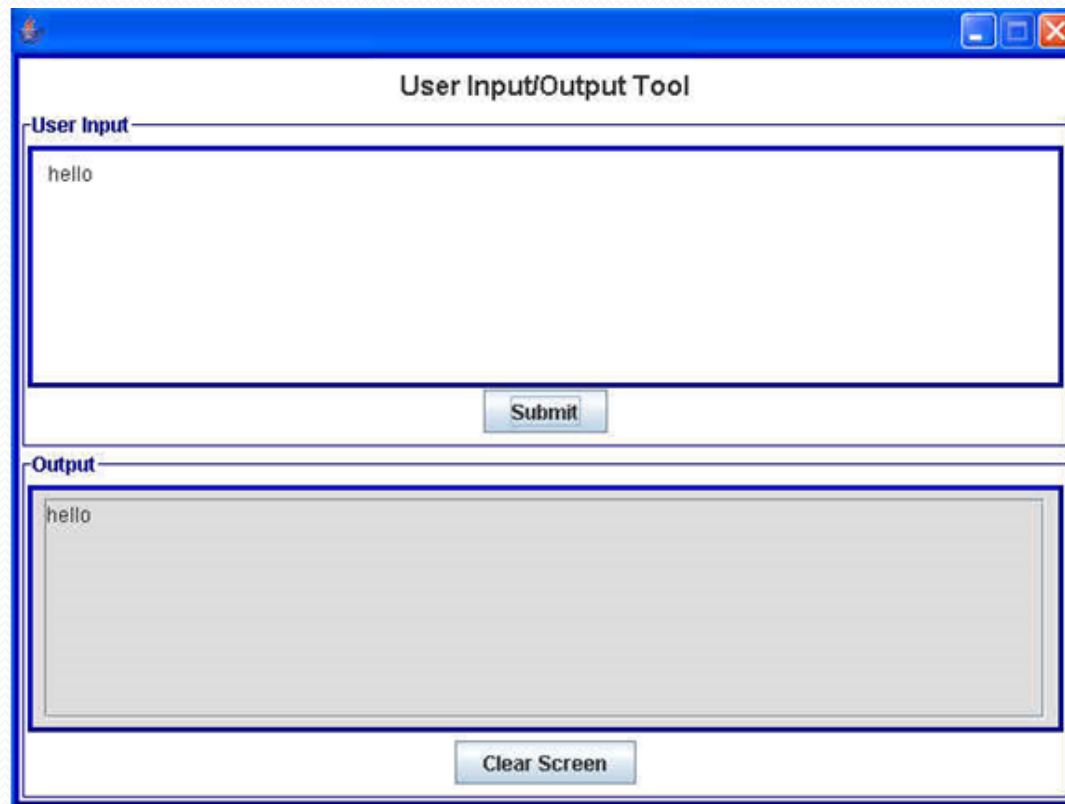 User Input/Output Tool
User Input
hello
Submit
Output
hello
Clear Screen